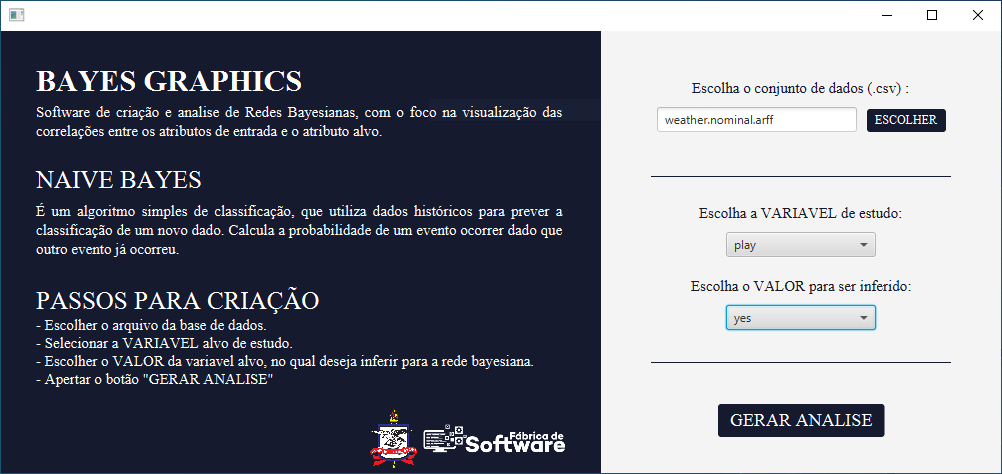 BAYES GRAPHICS
Software de criação e analise de Redes Bayesianas, com o foco na visualização das
correlações entre os atributos de entrada e o atributo alvo.
NAIVE BAYES
É um algoritmo simples de classificação, que utiliza dados históricos para prever a
classificação de um novo dado. Calcula a probabilidade de um evento ocorrer dado que
outro evento já ocorreu.
PASSOS PARA CRIAÇÃO
- Escolher o arquivo da base de dados.
- Selecionar a VARIAVEL alvo de estudo.
- Escolher o VALOR da variavel alvo, no qual deseja inferir para a rede bayesiana.
- Apertar o botão "GERAR ANALISE"
Fábrica de
Software
Escolha o conjunto de dados (.csv) :
weather.nominal.arff
ESCOLHER
Escolha a VARIAVEL de estudo:
play
Escolha o VALOR para ser inferido:
yes
GERAR ANALISE